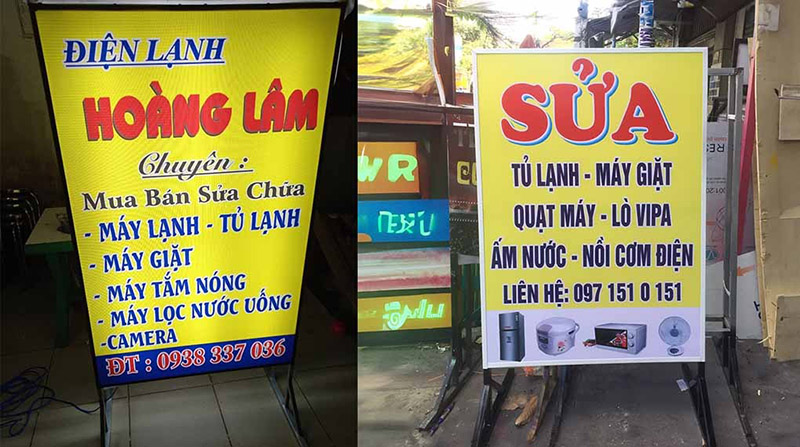 ĐIỆN LẠNH
HOÀNG LÂM
Chuyên :
Mua Bán Sửa Chữa
- MÁY LẠNH - TỦ LẠNH
- MÁY GIẶT
- MÁY TẮM NÓNG
- MÁY LỌC NƯỚC UỐNG
-CAMERA
ĐT : 0938 337 036
SỬA
TỦ LẠNH - MÁY GIẶT
QUẠT MÁY - LÒ VIPA
ẤM NƯỚC - NỒI CƠM ĐIỆN
LIÊN HỆ: 097 151 0 151
WR